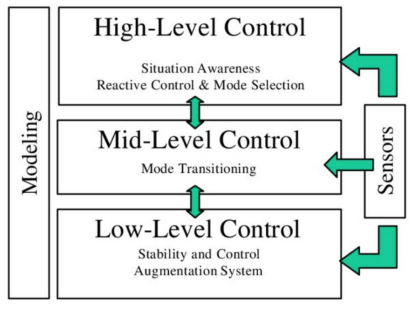 High-Level Control
Situation Awareness
Reactive Control & Mode Selection
Modeling
Mid-Level Control
Mode Transitioning
Sensors
Low-Level Control
Stability and Control
Augmentation System